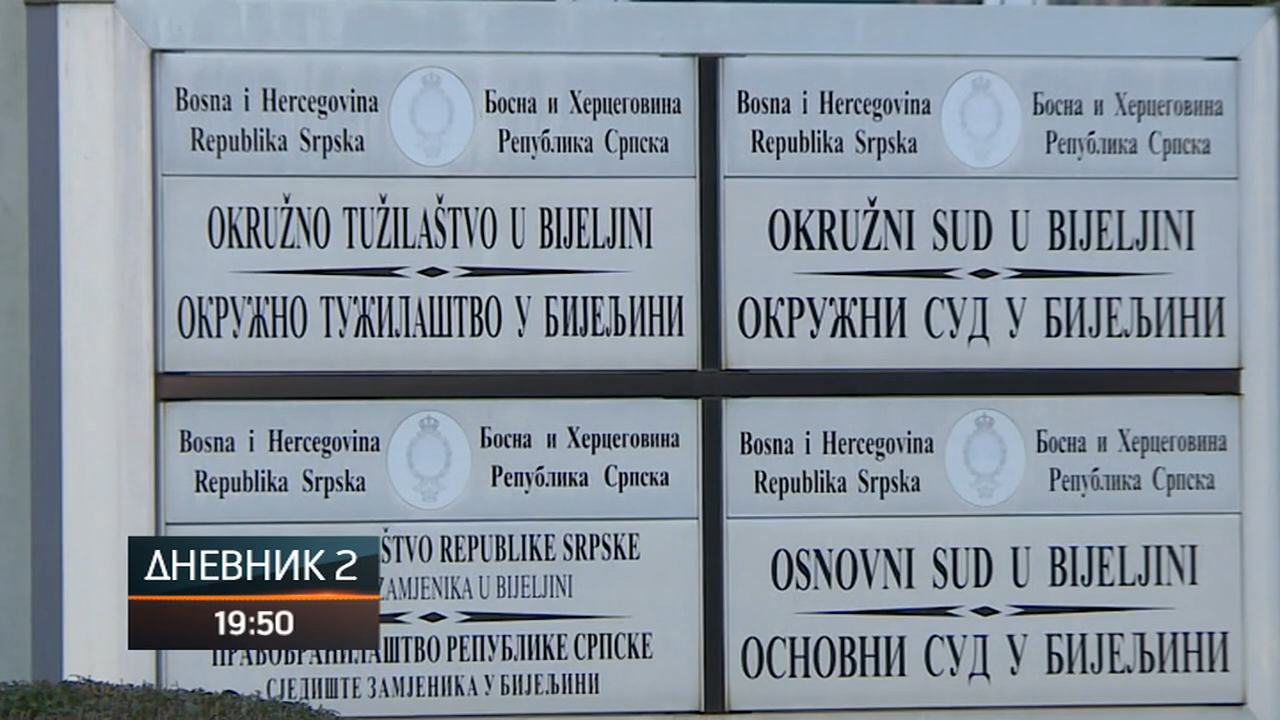 Bosna i Hercegovina
Republika Srpska
Босна и Херцеговина
Република Српска
OKRUŽNO TUŽILAŠTVO U BIJELJINI
ОКРУЖНО ТУЖИЛАШТВО У БИЈЕЉИНИ
Bosna i Hercegovina
Republika Srpska
Босна и Херцеговина
Република Српска
OKRUŽNI SUD U BIJELJINI
ОКРУЖНИ СУД У БИЈЕЉИНИ
Bosna i Hercegovina
Republika Srpska
Босна и Херцеговина
Република Српска
REPUBLIKE SRPSKE
ZAMJENIKA U BIJELJINI
ПРАВОБРАНИЛАШТВО РЕПУБЛИКЕ СРПСКЕ
СЈЕДИШТЕ ЗАМЈЕНИКА У БИЈЕЉИНИ
Bosna i Hercegovina
Republika Srpska
Босна и Херцеговина
Република Српска
OSNOVNI SUD U BIJELJINI
ОСНОВНИ СУД У БИЈЕЉИНИ
ДНЕВНИК 2
19:50